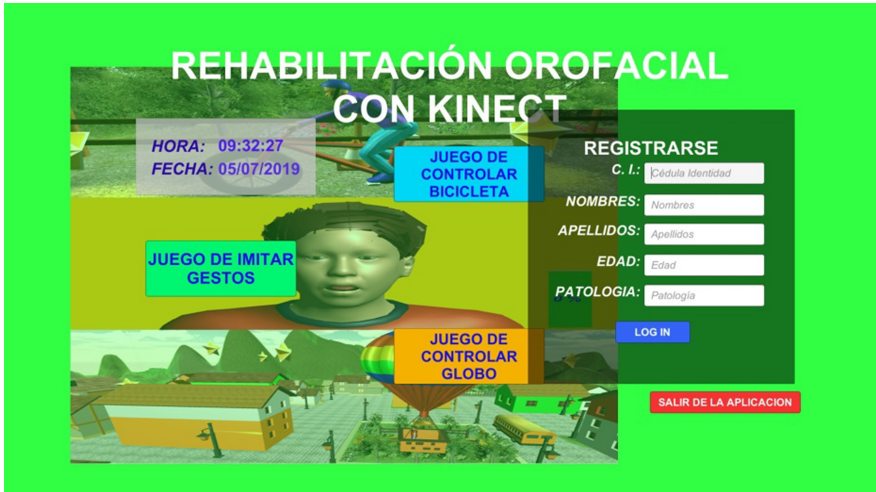 REHABILITACIÓN OROFACIAL
CON KINECT
HORA: 09:32:27
FECHA: 05/07/2019
JUEGO DE
CONTROLAR
BICICLETA
JUEGO DE IMITAR
GESTOS
JUEGO DE
CONTROLAR
GLOBO
REGISTRARSE
C. I.: Cédula Identidad
NOMBRES: Nombres
APELLIDOS: Apellidos
EDAD: Edad
PATOLOGIA: Patología
LOG IN
SALIR DE LA APLICACION